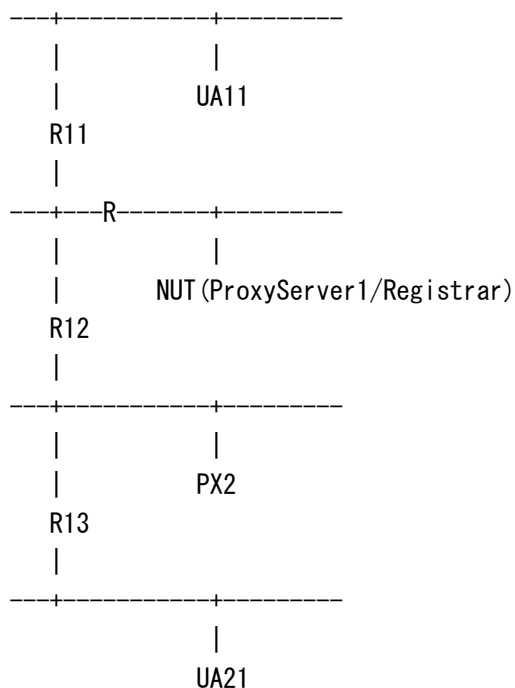 UA11
R11
R
NUT(ProxyServer1/Registrar)
R12
PX2
R13
UA21